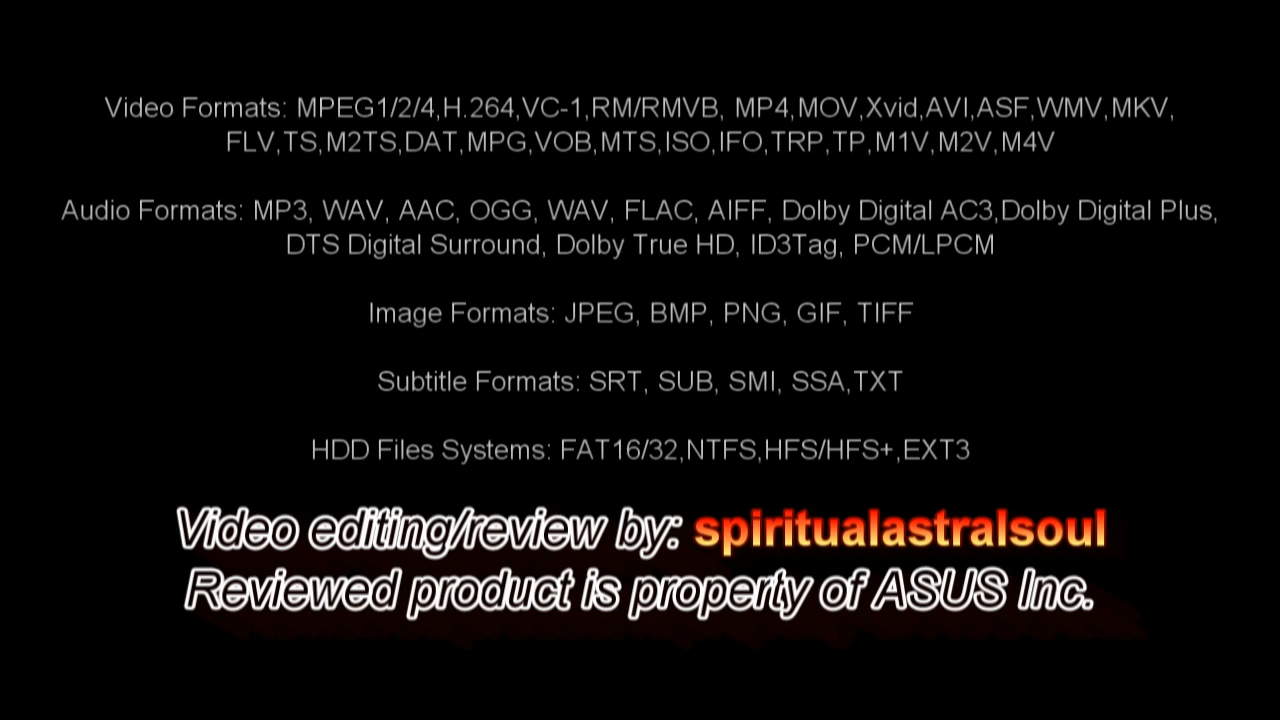 Video Formats: MPEG1/2/4,H.264,VC-1,RM/RMVB, MP4,MOV,Xvid,AVI,ASF,WMV,MKV,
FLV,TS,M2TS,DAT,MPG,VOB,MTS,ISO,IFO,TRP,TP,M1V,M2V,M4V
Audio Formats: MP3, WAV, AAC, OGG, WAV, FLAC, AIFF, Dolby Digital AC3,Dolby Digital Plus,
DTS Digital Surround, Dolby True HD, ID3Tag, PCM/LPCM
Image Formats: JPEG, BMP, PNG, GIF, TIFF
Subtitle Formats: SRT, SUB, SMI, SSA,TXT
HDD Files Systems: FAT16/32,NTFS,HFS/HFS+,EXT3
Video editing/review by: spiritualastralsoul
Reviewed product is property of ASUS Inc.